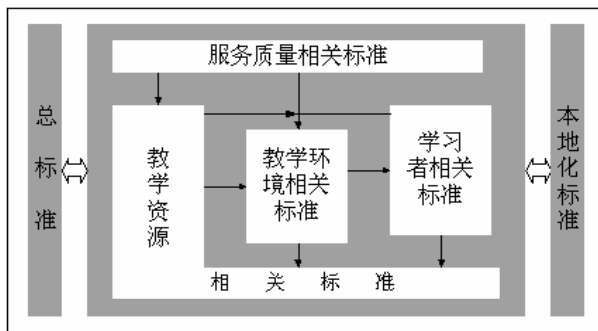 服务质量相关标准
总标准
教学资源
教学环
境相关
标准
学习
者相关
标准
本地化标准
相关标准